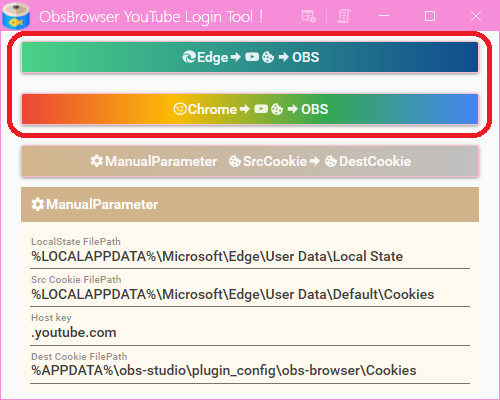 ObsBrowser YouTube Login Tool !
Edge OBS
Chrome OBS
ManualParameter SrcCookie DestCookie
ManualParameter
LocalState FilePath
%LOCALAPPDATA%\Microsoft\Edge\User Data\Local State
Src Cookie FilePath
%LOCALAPPDATA%\Microsoft\Edge\User Data\Default\Cookies
Host key
.youtube.com
Dest Cookie FilePath
%APPDATA%\obs-studio\plugin_config\obs-browser\Cookies